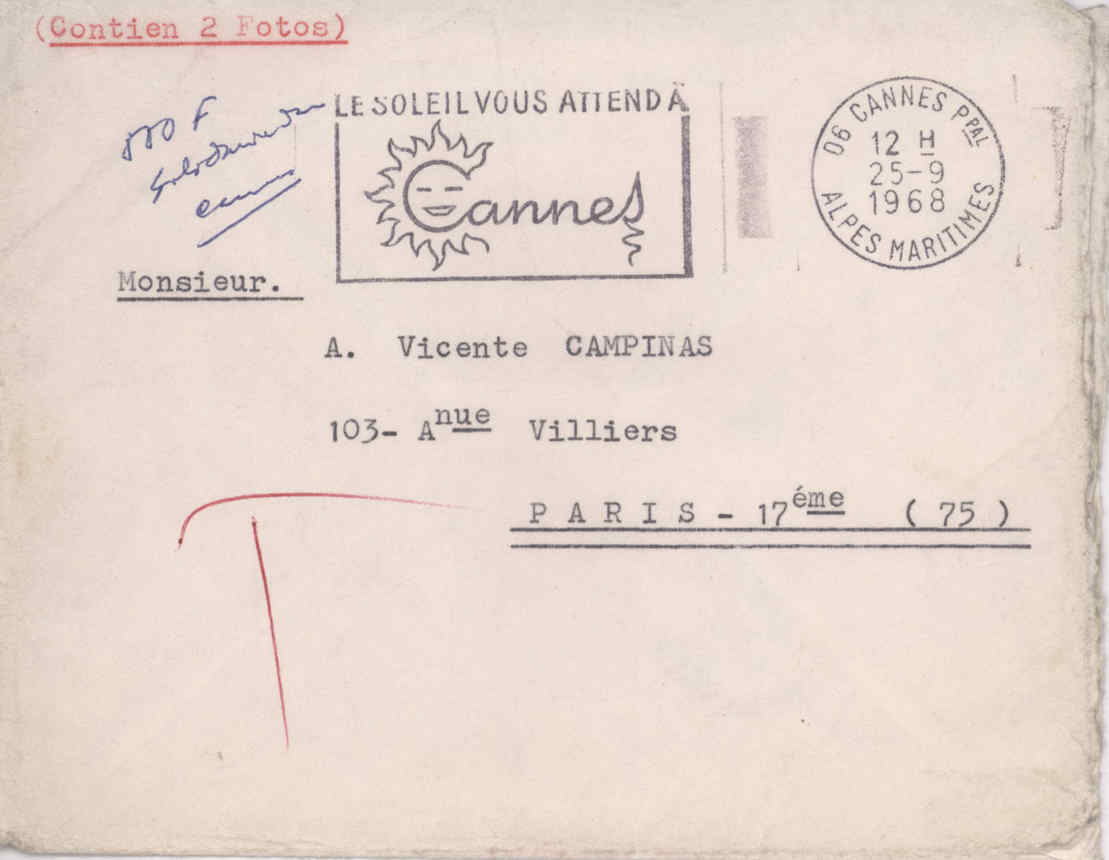 (Contien 2 Fotos)
LE SOLEIL VOUS ATTEND À
Cannes
06 CANNES PPAL
12 H
25-9
1968
ALPES MARITIMES
Monsieur.
A. Vicente CAMPINAS
103- Anue Villiers
PARIS - 17éme (75)
T